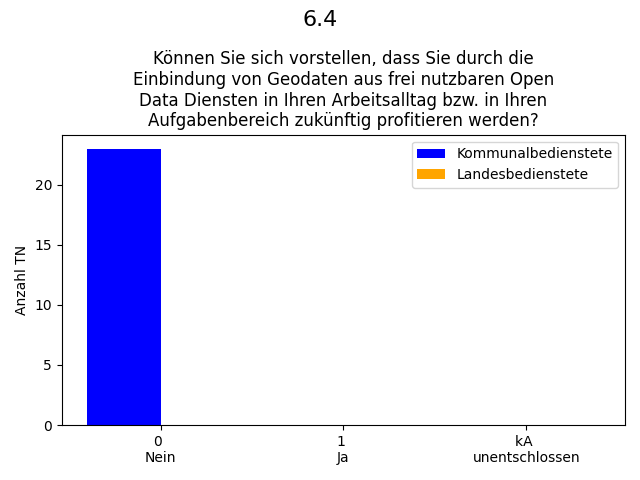 6.4
Können Sie sich vorstellen, dass Sie durch die
Einbindung von Geodaten aus frei nutzbaren Open
Data Diensten in Ihren Arbeitsalltag bzw. in Ihren
Aufgabenbereich zukünftig profitieren werden?
Kommunalbedienstete
Landesbedienstete
Anzahl TN
20
15
10
5
0
0
Nein
1
Ja
kA
unentschlossen